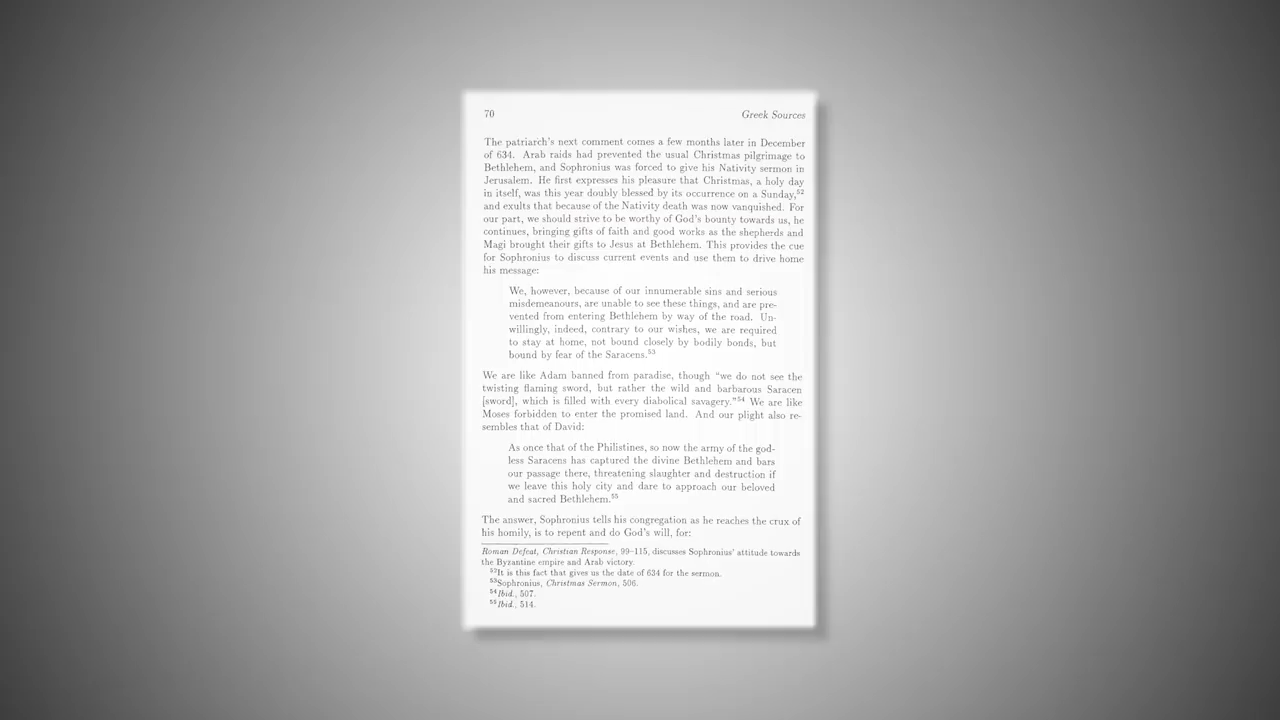 70 Greek Sources
The patriarch's next comment comes a few months later in December
of 634. Arab raids had prevented the usual Christmas pilgrimage to
Bethlehem, and Sophronius was forced to give his Nativity sermon in
Jerusalem. He first expresses his pleasure that Christmas, a holy day
in itself, was this year doubly blessed by its occurrence on a Sunday,52
and exults that because of the Nativity death was now vanquished. For
our part, we should strive to be worthy of God's bounty towards us, he
continues, bringing gifts of faith and good works as the shepherds and
Magi brought their gifts to Jesus at Bethlehem. This provides the cue
for Sophronius to discuss current events and use them to drive home
his message:
We, however, because of our innumerable sins and serious
misdemeanours, are unable to see these things, and are pre-
vented from entering Bethlehem by way of the road. Un-
willingly, indeed, contrary to our wishes, we are required
to stay at home, not bound closely by bodily bonds, but
bound by fear of the Saracens.53
We are like Adam banned from paradise, though "we do not see the
twisting flaming sword, but rather the wild and barbarous Saracen
[sword], which is filled with every diabolical savagery."54 We are like
Moses forbidden to enter the promised land. And our plight also re-
sembles that of David:
As once that of the Philistines, so now the army of the god-
less Saracens has captured the divine Bethlehem and bars
our passage there, threatening slaughter and destruction if
we leave this holy city and dare to approach our beloved
and sacred Bethlehem.55
The answer, Sophronius tells his congregation as he reaches the crux of
his homily, is to repent and do God's will, for:
Roman Defeat, Christian Response, 99–115, discusses Sophronius' attitude towards
the Byzantine empire and Arab victory.
52It is this fact that gives us the date of 634 for the sermon.
53Sophronius, Christmas Sermon, 506.
54Ibid., 507.
55Ibid., 514.